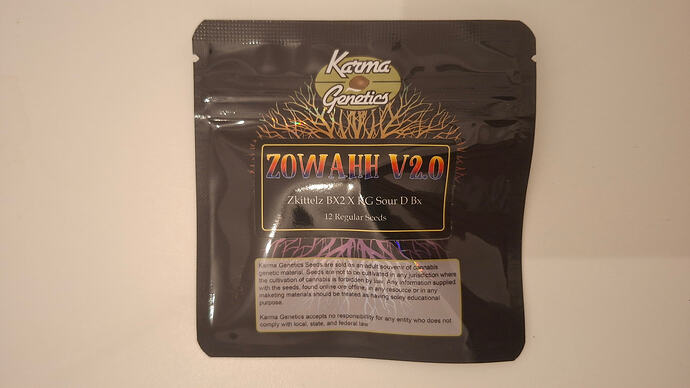 Karma
Genetics
ZOWAHH V2.0
Zkittelz BX2 X KG Sour D Bx
12 Regular Seeds
Karma Genetics Seeds are sold as an adult souvenir of cannabis
genetic material. Seeds are not to be cultivated in any jurisdiction where
the cultivation of cannabis is forbidden by law. Any information supplied
with the seeds, found online ore offline, in any resource or in any
maketing materials should be treated as having soley educational
purpose.
Karma Genetics accepts no responsibility for any entity who does not
comply with local, state, and federal law